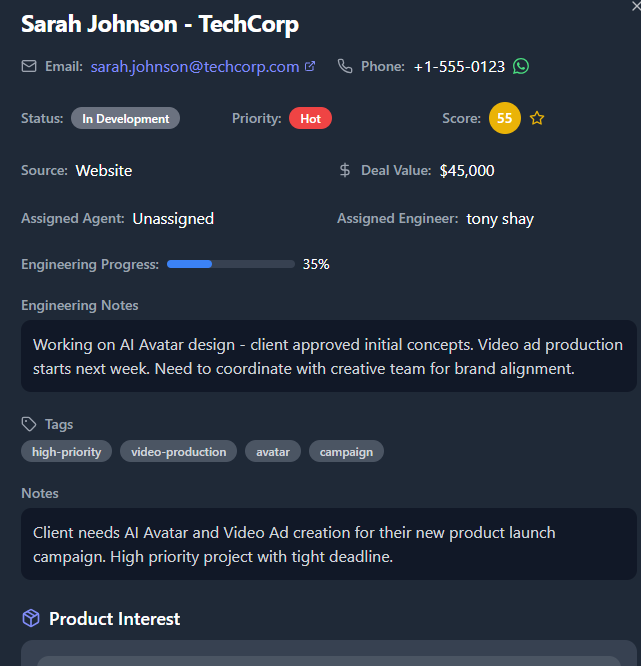 Sarah Johnson - TechCorp
Email: sarah.johnson@techcorp.com Phone: +1-555-0123
Status: In Development Priority: Hot Score: 55
Source: Website Deal Value: $45,000
Assigned Agent: Unassigned Assigned Engineer: tony shay
Engineering Progress: 35%
Engineering Notes
Working on AI Avatar design - client approved initial concepts. Video ad production
starts next week. Need to coordinate with creative team for brand alignment.
Tags
high-priority video-production avatar campaign
Notes
Client needs AI Avatar and Video Ad creation for their new product launch
campaign. High priority project with tight deadline.
Product Interest